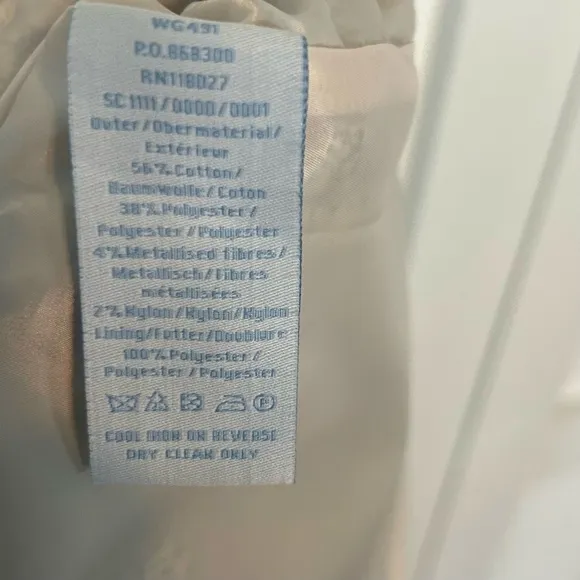 WG491
P.O.868300
RN118027
SC 1111/0000/0001
Outer/Obermaterial/
Extérieur
56% Cotton/
Baumwolle/Coton
38% Polyester/
Polyester/Polyester
4% Metallised fibres/
Metallisch/Fibres
métallisées
2% Nylon/Nylon/Nylon
Lining/Futter/Doublure
100% Polyester/
Polyester/Polyester
P
COOL IRON ON REVERSE
DRY CLEAN ONLY